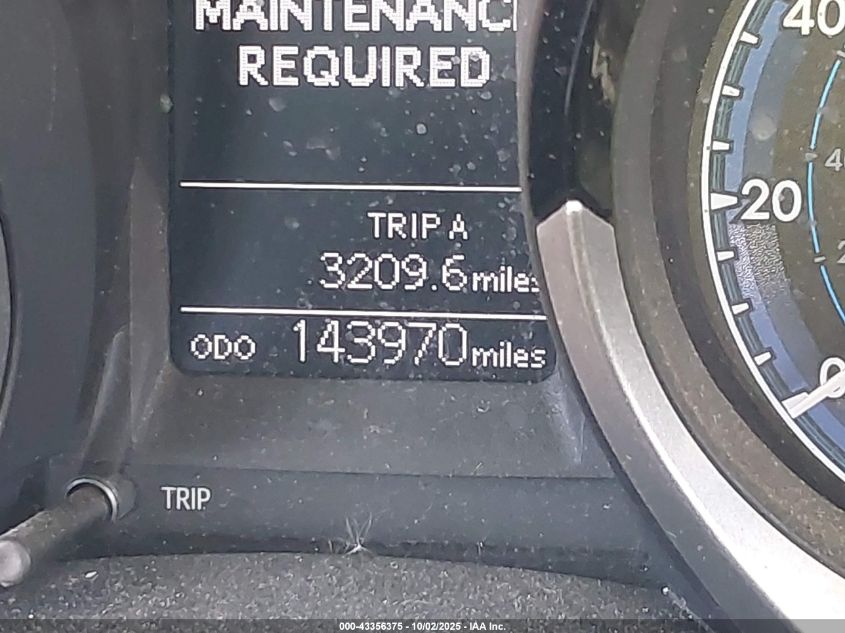 MAINTENANC
REQUIRED
TRIP A
3209.6 miles
ODO 143970 miles
TRIP
40
20
0
000-43356375 - 10/02/2025 - IAA Inc.